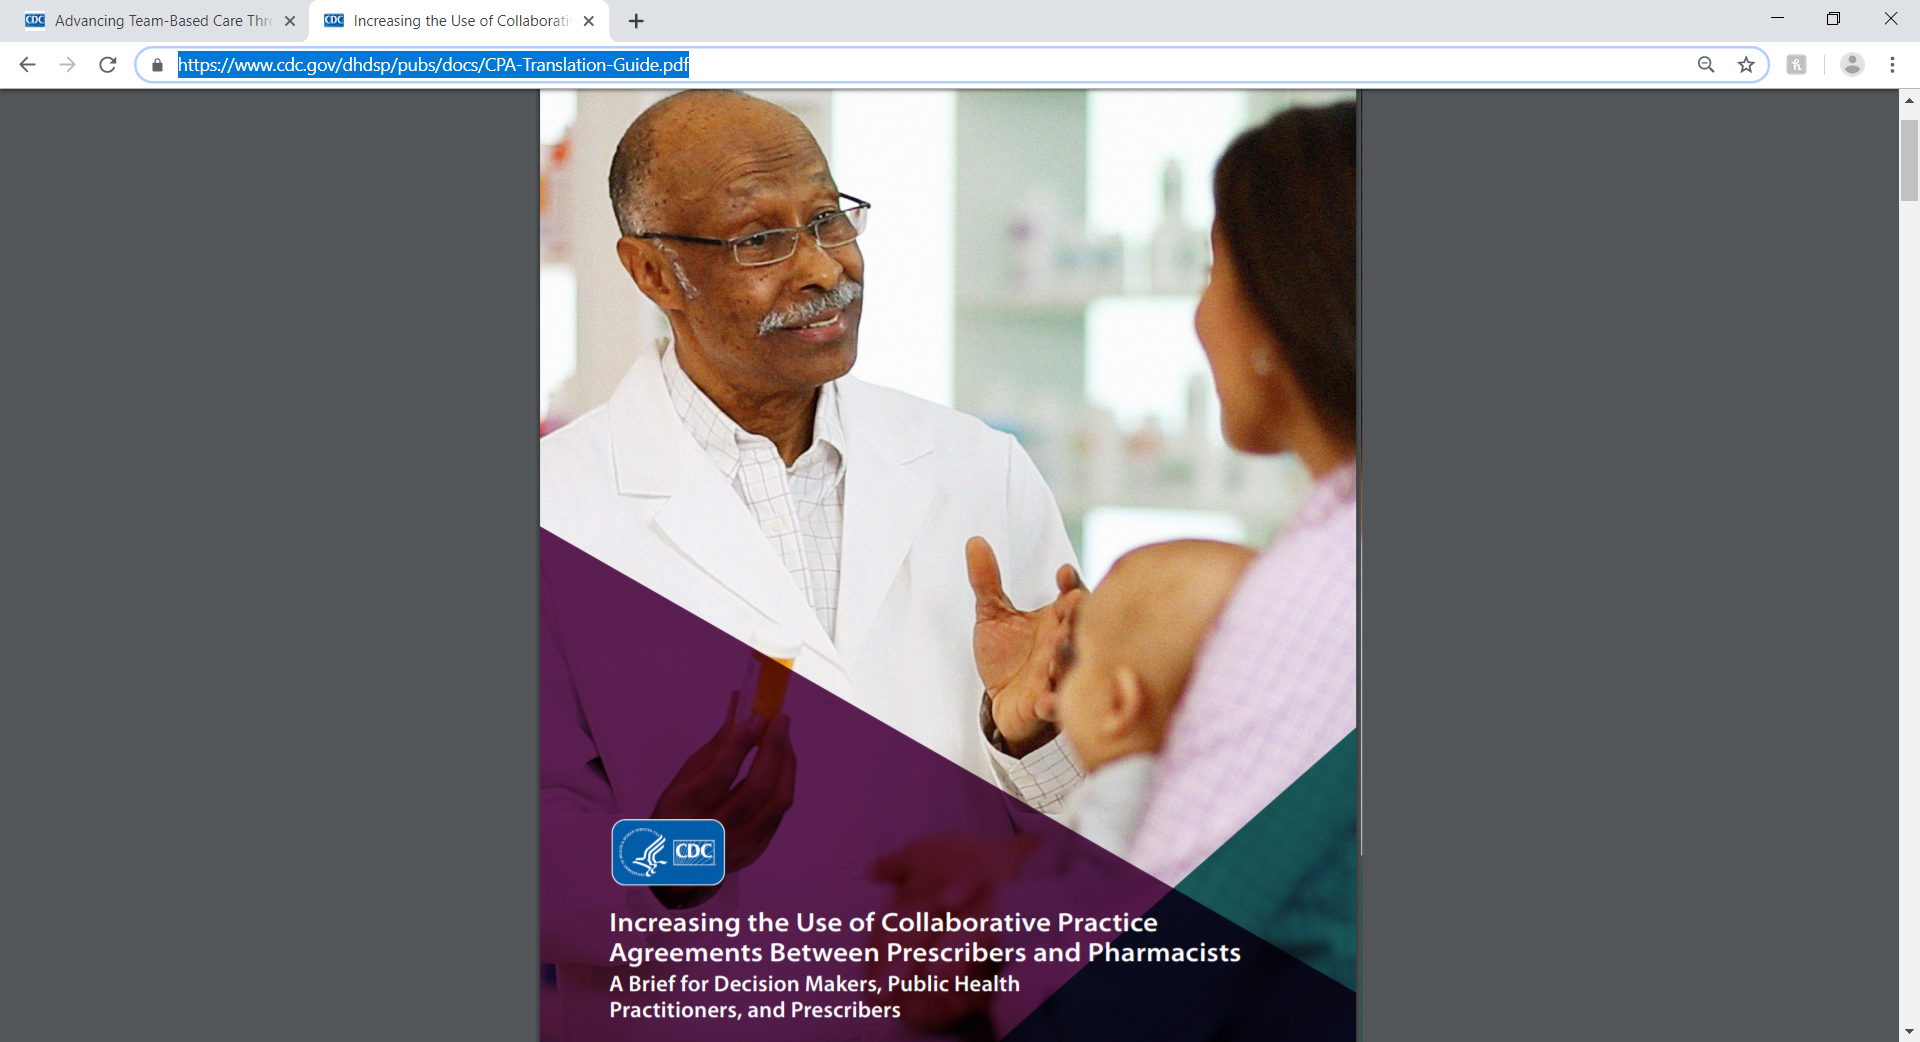 CDC Advancing Team-Based Care Thr
CDC Increasing the Use of Collaborati
https://www.cdc.gov/dhdsp/pubs/docs/CPA-Translation-Guide.pdf
CDC
Increasing the Use of Collaborative Practice
Agreements Between Prescribers and Pharmacists
A Brief for Decision Makers, Public Health
Practitioners, and Prescribers